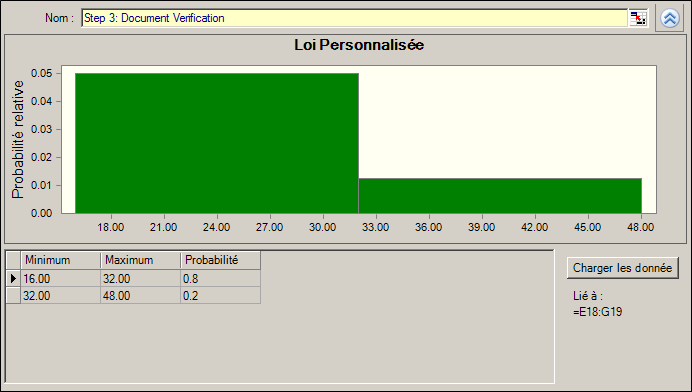 Nom : Step 3: Document Verification
Loi Personnalisée
Probabilité relative
0.05
0.04
0.03
0.02
0.01
0.00
18.00 21.00 24.00 27.00 30.00 33.00 36.00 39.00 42.00 45.00 48.00
Minimum Maximum Probabilité
16.00 32.00 0.8
32.00 48.00 0.2
Charger les donnée
Lié à :
=E18:G19